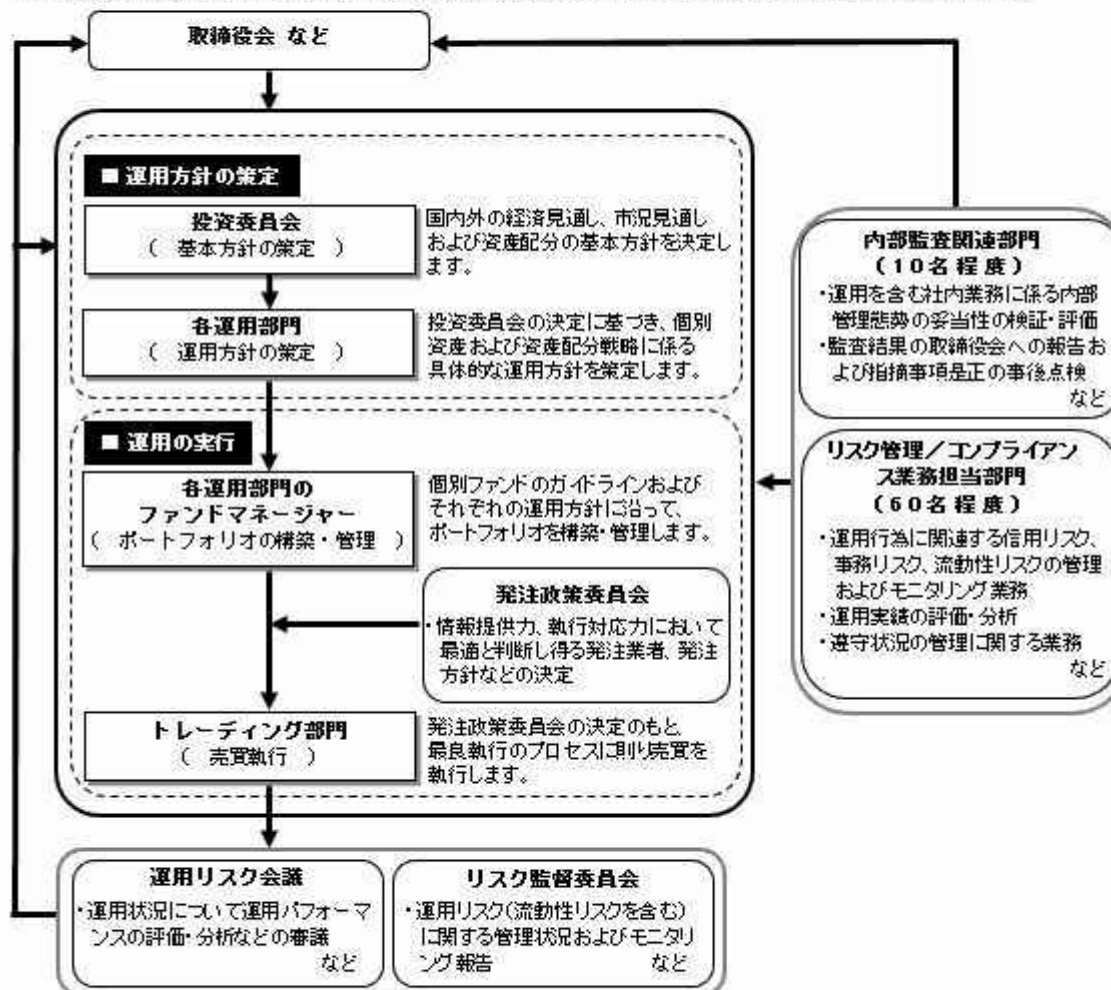 取締役会 など
■ 運用方針の策定
投資委員会
( 基本方針の策定 )
国内外の経済見通し、市況見通し
および資産配分の基本方針を決定し
ます。
各運用部門
( 運用方針の策定 )
投資委員会の決定に基づき、個別
資産および資産配分戦略に係る
具体的な運用方針を策定します。
■ 運用の実行
各運用部門の
ファンドマネージャー
( ポートフォリオの構築・管理 )
個別ファンドのガイドラインおよび
それぞれの運用方針に沿って、
ポートフォリオを構築・管理します。
発注政策委員会
・情報提供力、執行対応力において
最適と判断し得る発注業者、発注
方針などの決定
トレーディング部門
( 売買執行 )
発注政策委員会の決定のもと
最良執行のプロセスに則り売買を
執行します。
内部監査関連部門
(10名程度)
・運用を含む社内業務に係る内部
管理態勢の妥当性の検証・評価
・監査結果の取締役会への報告お
よび指摘事項是正の事後点検
など
リスク管理/コンプライアン
ス業務担当部門
(60名程度)
・運用行為に関連する信用リスク、
事務リスク、流動性リスクの管理
およびモニタリング業務
・運用実績の評価・分析
・遵守状況の管理に関する業務
など
運用リスク会議
・運用状況について運用パフォーマ
ンスの評価・分析などの審議
など
リスク監督委員会
・運用リスク(流動性リスクを含む)
に関する管理状況およびモニタリ
ング報告 など